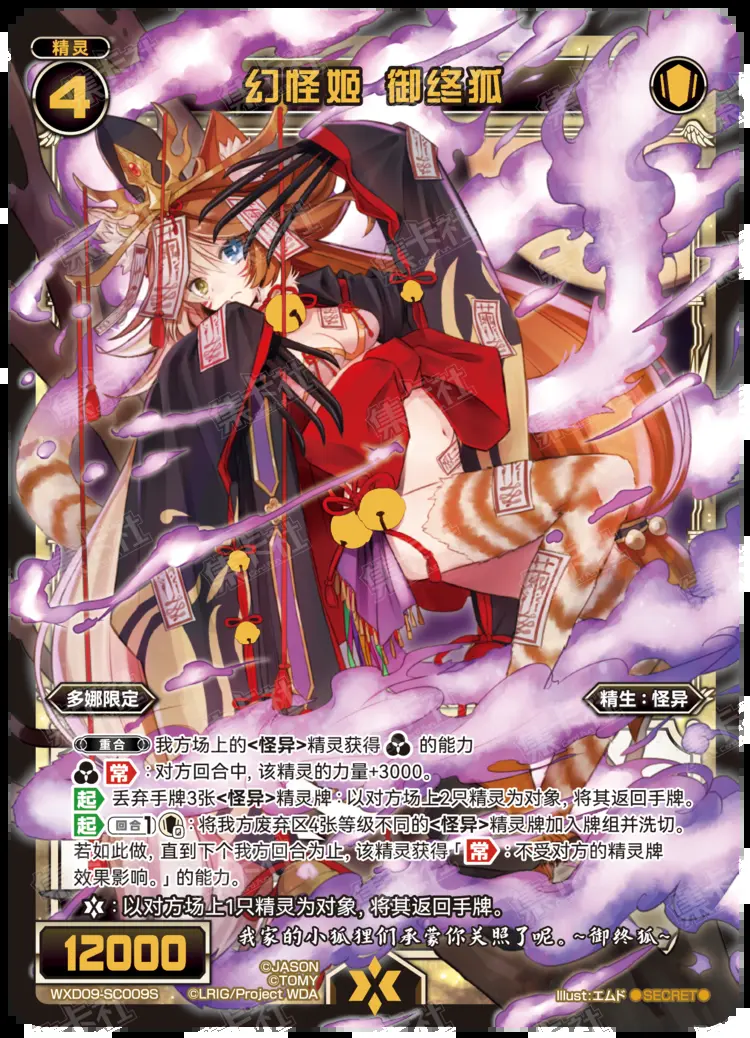 精灵
4
幻怪姬 御终狐
多娜限定
精生：怪异
重合 我方场上的<怪异>精灵获得 的能力
常：对方回合中，该精灵的力量+3000。
起 丢弃手牌3张<怪异>精灵牌：以对方场上2只精灵为对象，将其返回手牌。
起 回合1 0：将我方废弃区4张等级不同的<怪异>精灵牌加入牌组并洗切。
若如此做，直到下个我方回合为止，该精灵获得「常：不受对方的精灵牌
效果影响。」的能力。
：以对方场上1只精灵为对象，将其返回手牌。
我家的小狐狸们承蒙你关照了呢。~御终狐~
12000
©JASON
©TOMY
WXD09-SC009S ©LRIG/Project WDA
Illust:エムド ●SECRET●
集卡社